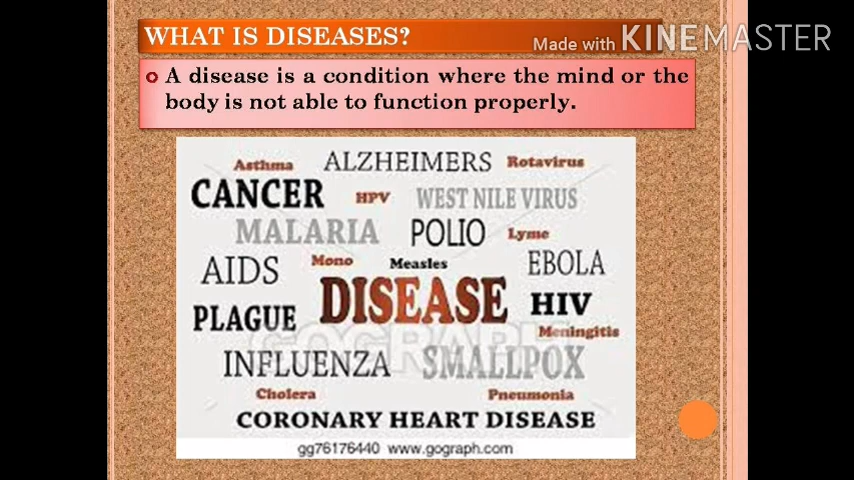 WHAT IS DISEASES?
Made with KINEMASTER
A disease is a condition where the mind or the
body is not able to function properly.
Asthma ALZHEIMERS Rotavirus
CANCER HPV WEST NILE VIRUS
MALARIA POLIO Lyme
AIDS Mono Measles EBOLA
PLAGUE DISEASE HIV
Meningitis
INFLUENZA SMALLPOX
Cholera Pneumonia
CORONARY HEART DISEASE
GOGRAPH
gg76176440 www.gograph.com